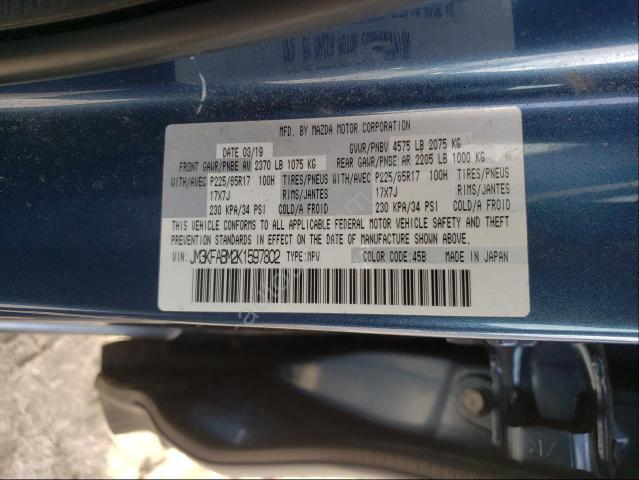 MFD. BY MAZDA MOTOR CORPORATION
DATE 03/19 GVWR/PNBV 4575 LB 2075 KG
FRONT GAWR/PNBE AV 2370 LB 1075 KG REAR GAWR/PNBE AR 2205 LB 1000 KG
WITH/AVEC P225/65R17 100H TIRES/PNEUS WITH/AVEC P225/65R17 100H TIRES/PNEUS
17X7J RIMS/JANTES 17X7J RIMS/JANTES
230 KPA/34 PSI COLD/A FROID 230 KPA/34 PSI COLD/A FROID
THIS VEHICLE CONFORMS TO ALL APPLICABLE FEDERAL MOTOR VEHICLE SAFETY AND THEFT
PREVENTION STANDARDS IN EFFECT ON THE DATE OF MANUFACTURE SHOWN ABOVE.
VIN: JM3KFABM2K1597802 TYPE:MPV COLOR CODE:45B MADE IN JAPAN